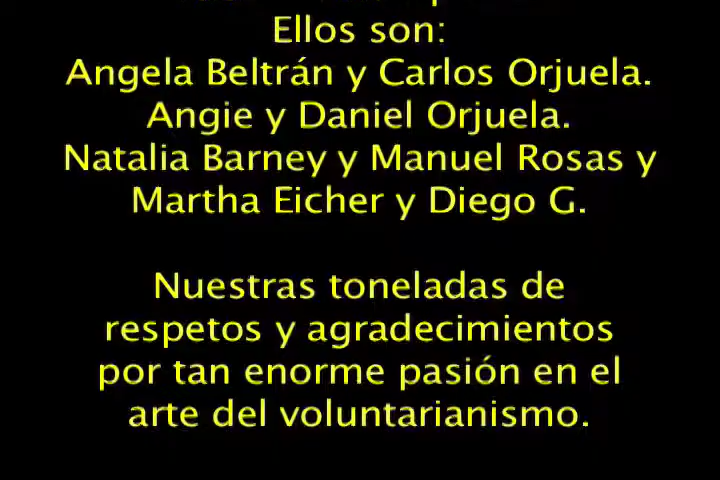 Ellos son:
Angela Beltrán y Carlos Orjuela.
Angie y Daniel Orjuela.
Natalia Barney y Manuel Rosas y
Martha Eicher y Diego G.
Nuestras toneladas de
respetos y agradecimientos
por tan enorme pasión en el
arte del voluntarianismo.